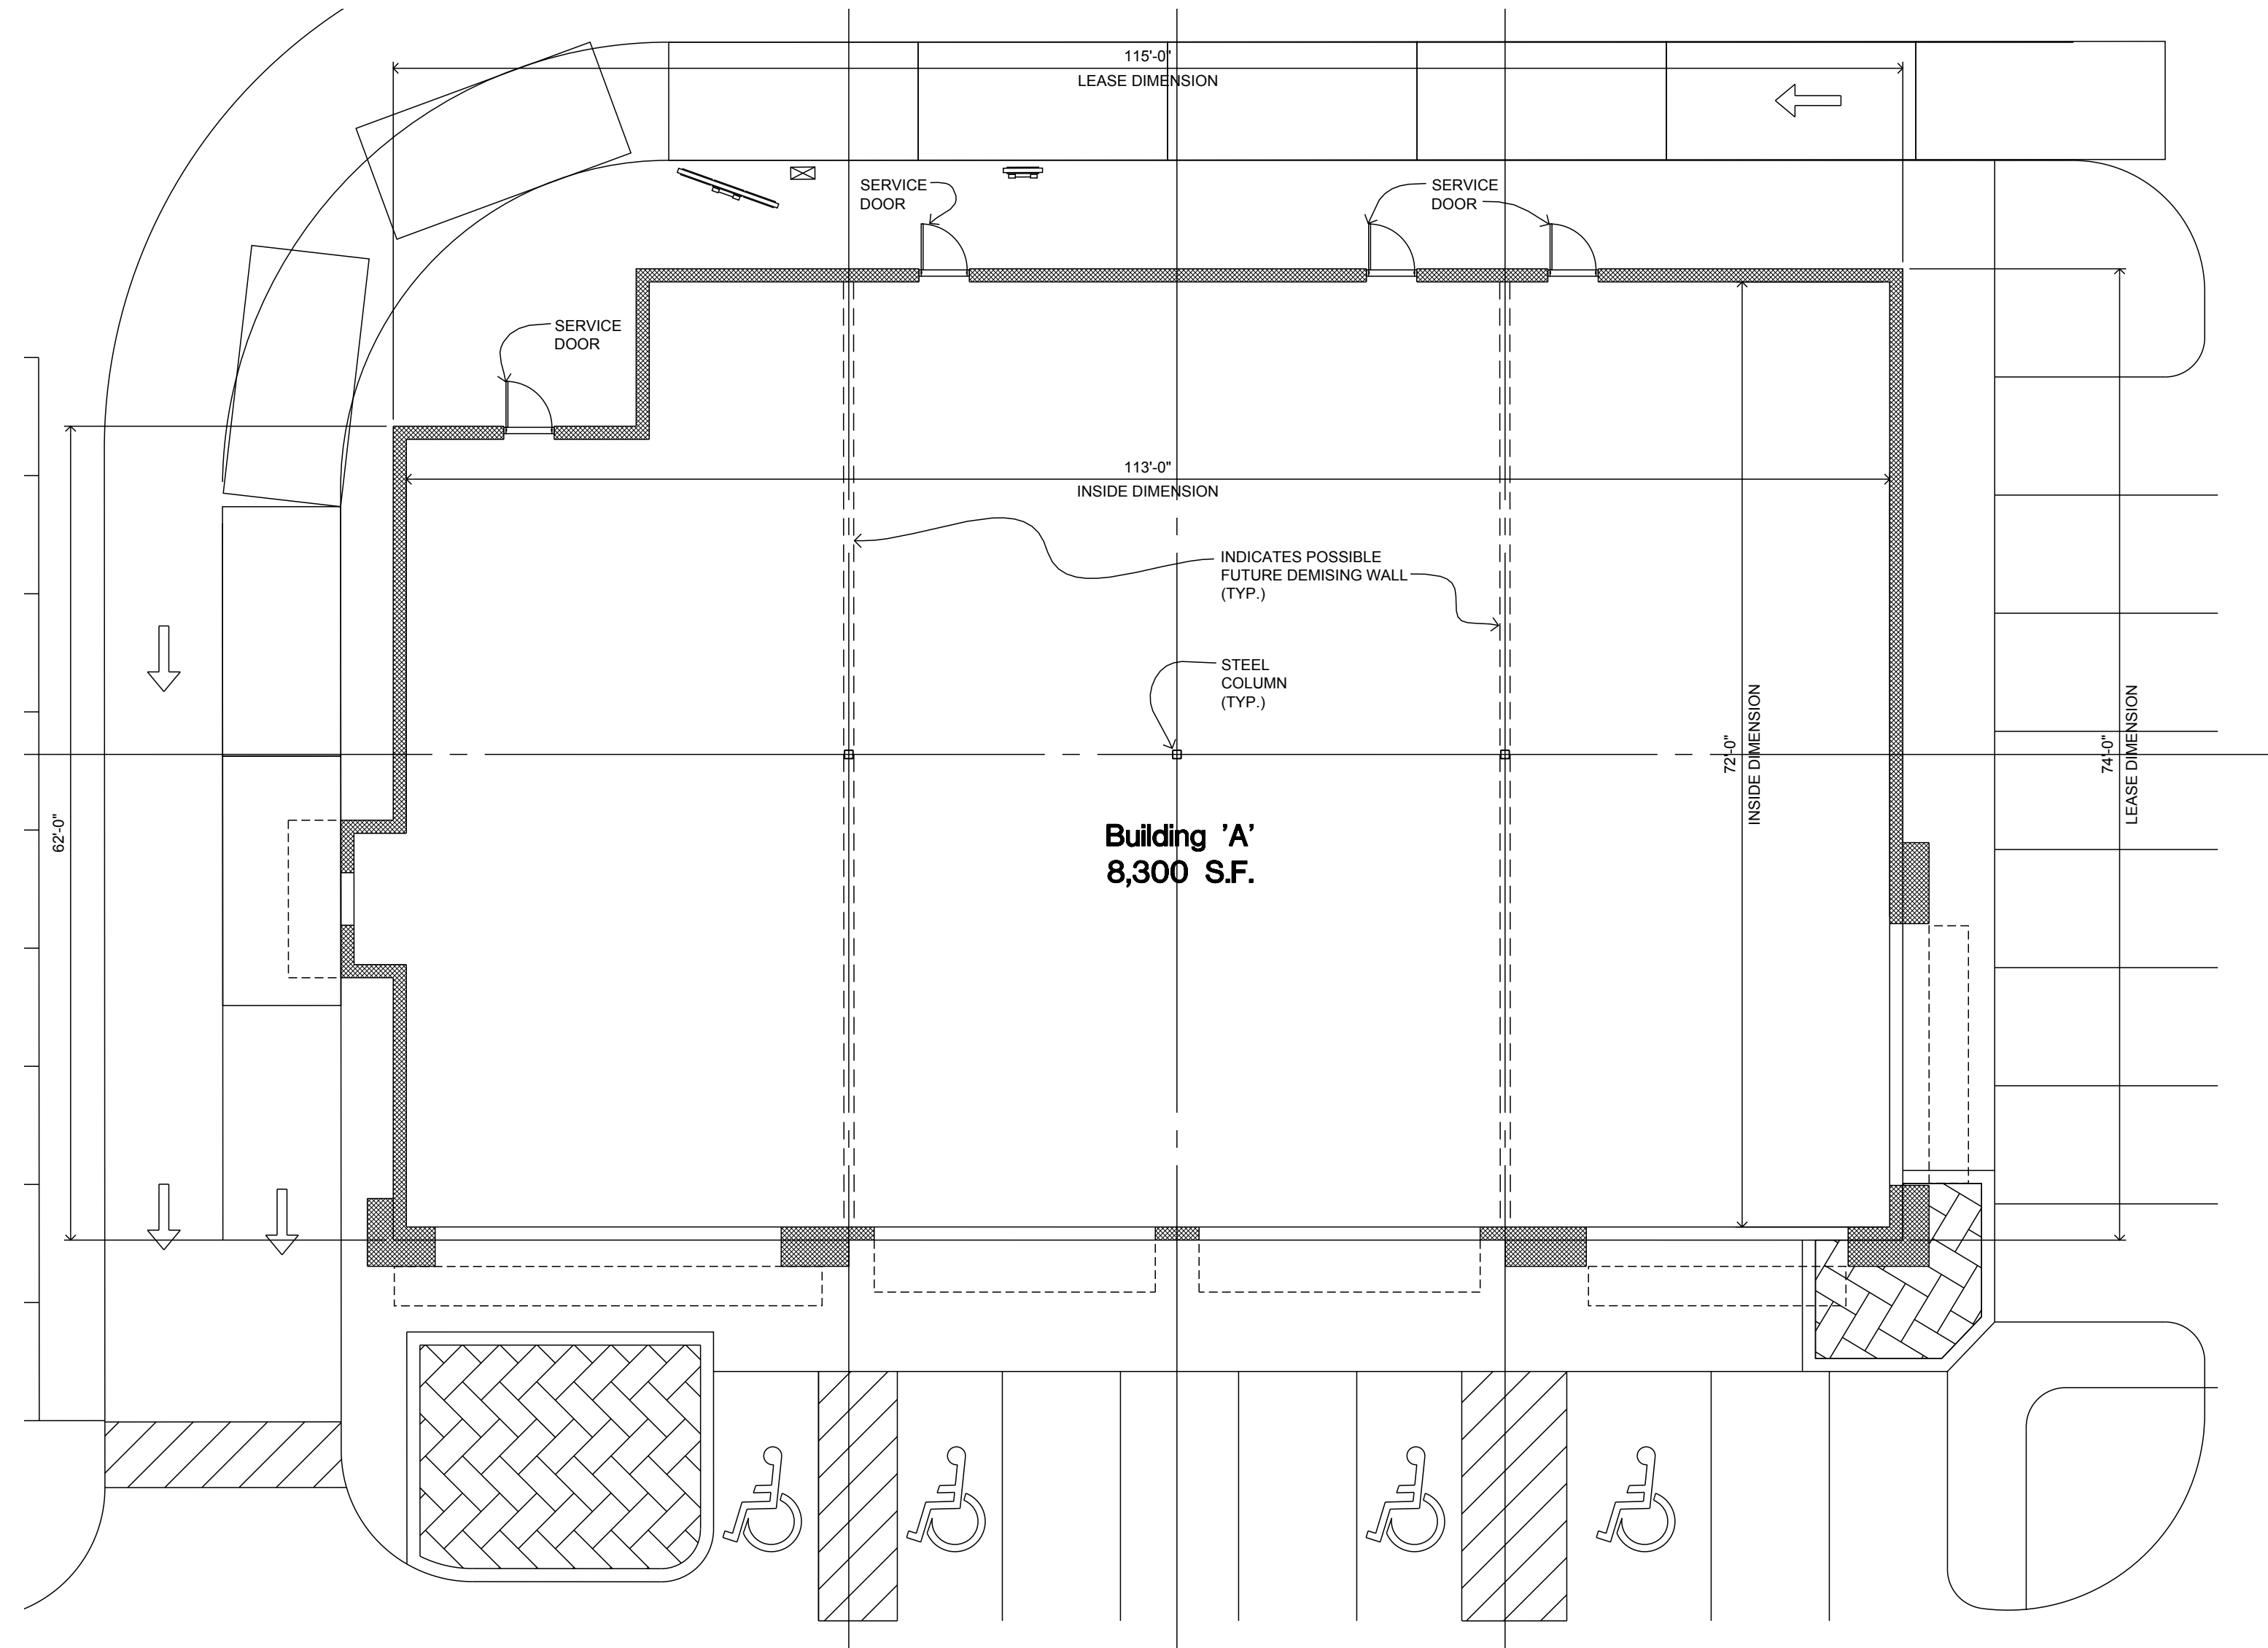 115'-0"
LEASE DIMENSION
SERVICE
DOOR
SERVICE
DOOR
SERVICE
DOOR
113'-0"
INSIDE DIMENSION
INDICATES POSSIBLE
FUTURE DEMISING WALL
(TYP.)
STEEL
COLUMN
(TYP.)
72'-0"
INSIDE DIMENSION
74'-0"
LEASE DIMENSION
62'-0"
Building 'A'
8,300 S.F.